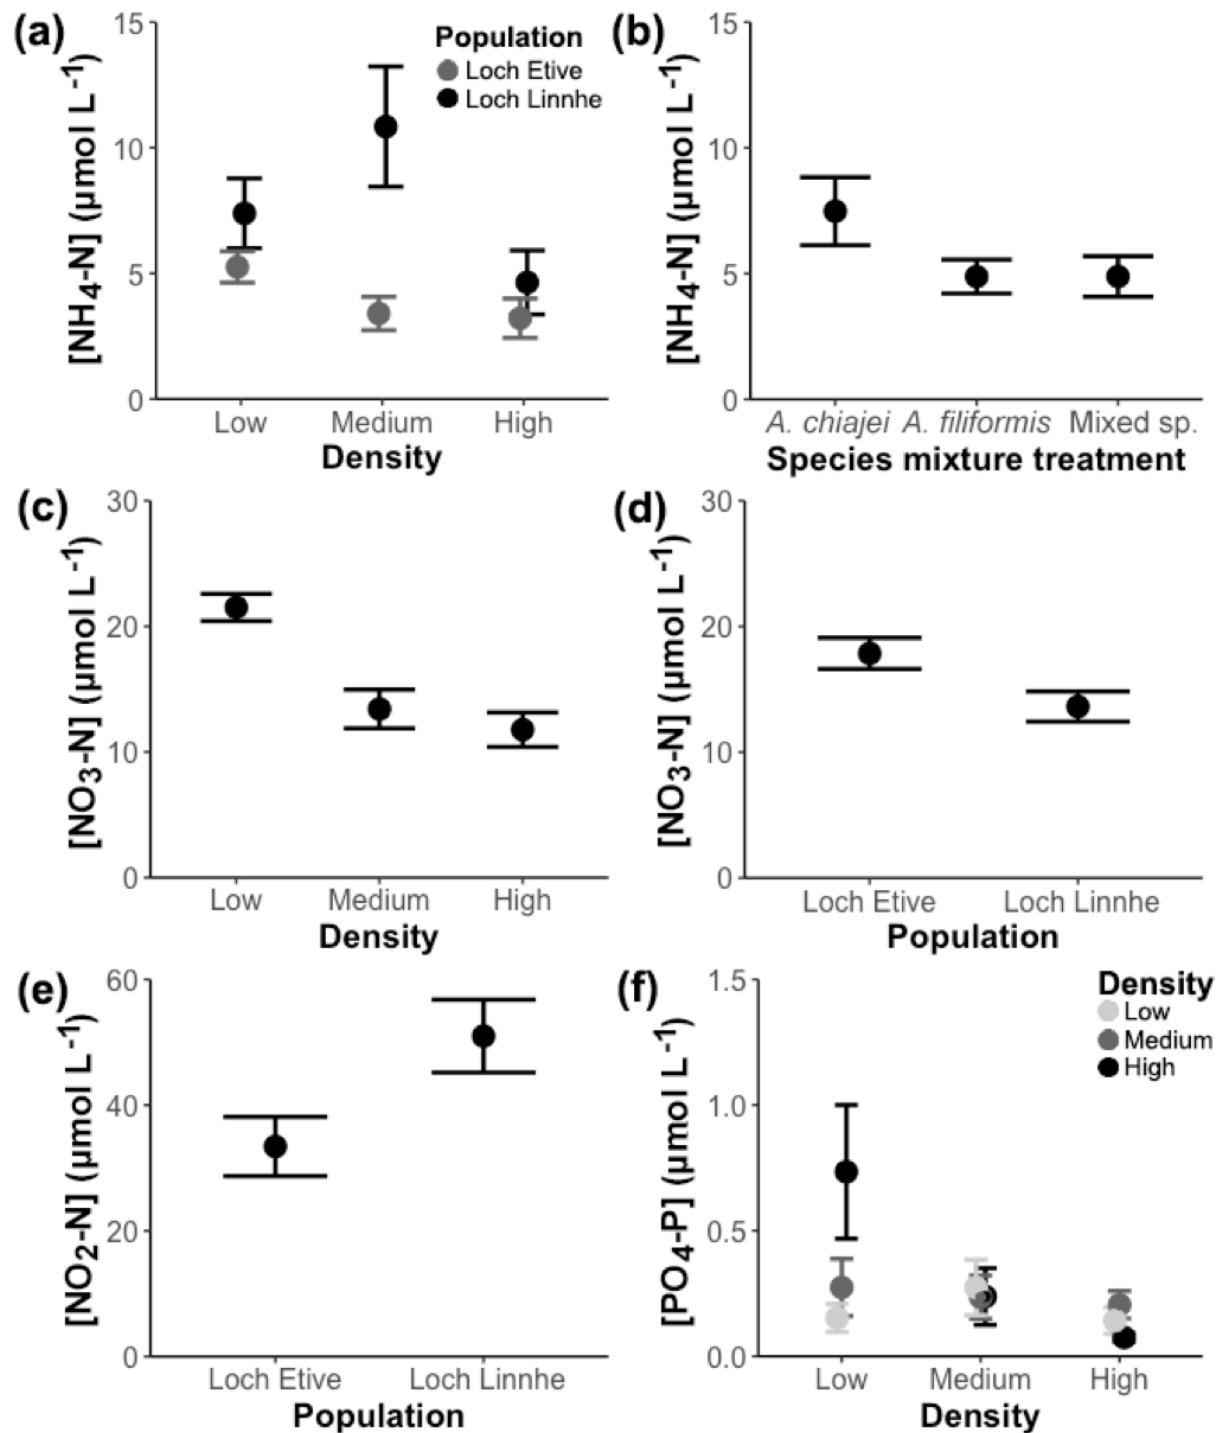 (a)
[NH4-N] (µmol L-1)
15
10
5
0
Population
Loch Etive
Loch Linnhe
Low Medium High
Density
(b)
[NH4-N] (µmol L-1)
15
10
5
0
A. chiajei A. filiformis Mixed sp.
Species mixture treatment
(c)
[NO3-N] (µmol L-1)
30
20
10
0
Low Medium High
Density
(d)
[NO3-N] (µmol L-1)
30
20
10
0
Loch Etive Loch Linnhe
Population
(e)
[NO2-N] (µmol L-1)
60
40
20
0
Loch Etive Loch Linnhe
Population
(f)
[PO4-P] (µmol L-1)
1.5
1.0
0.5
0.0
Density
Low
Medium
High
Low Medium High
Density